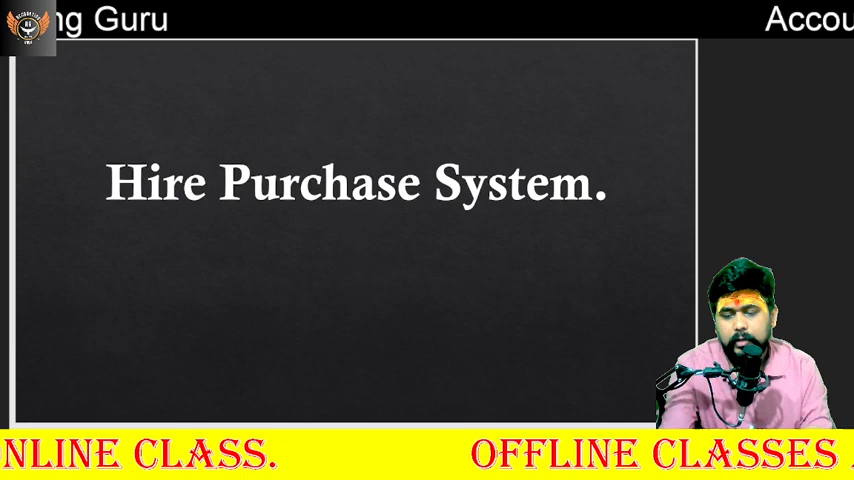 ng Guru
Accou
Hire Purchase System.
NLINE CLASS.
OFFLINE CLASSES